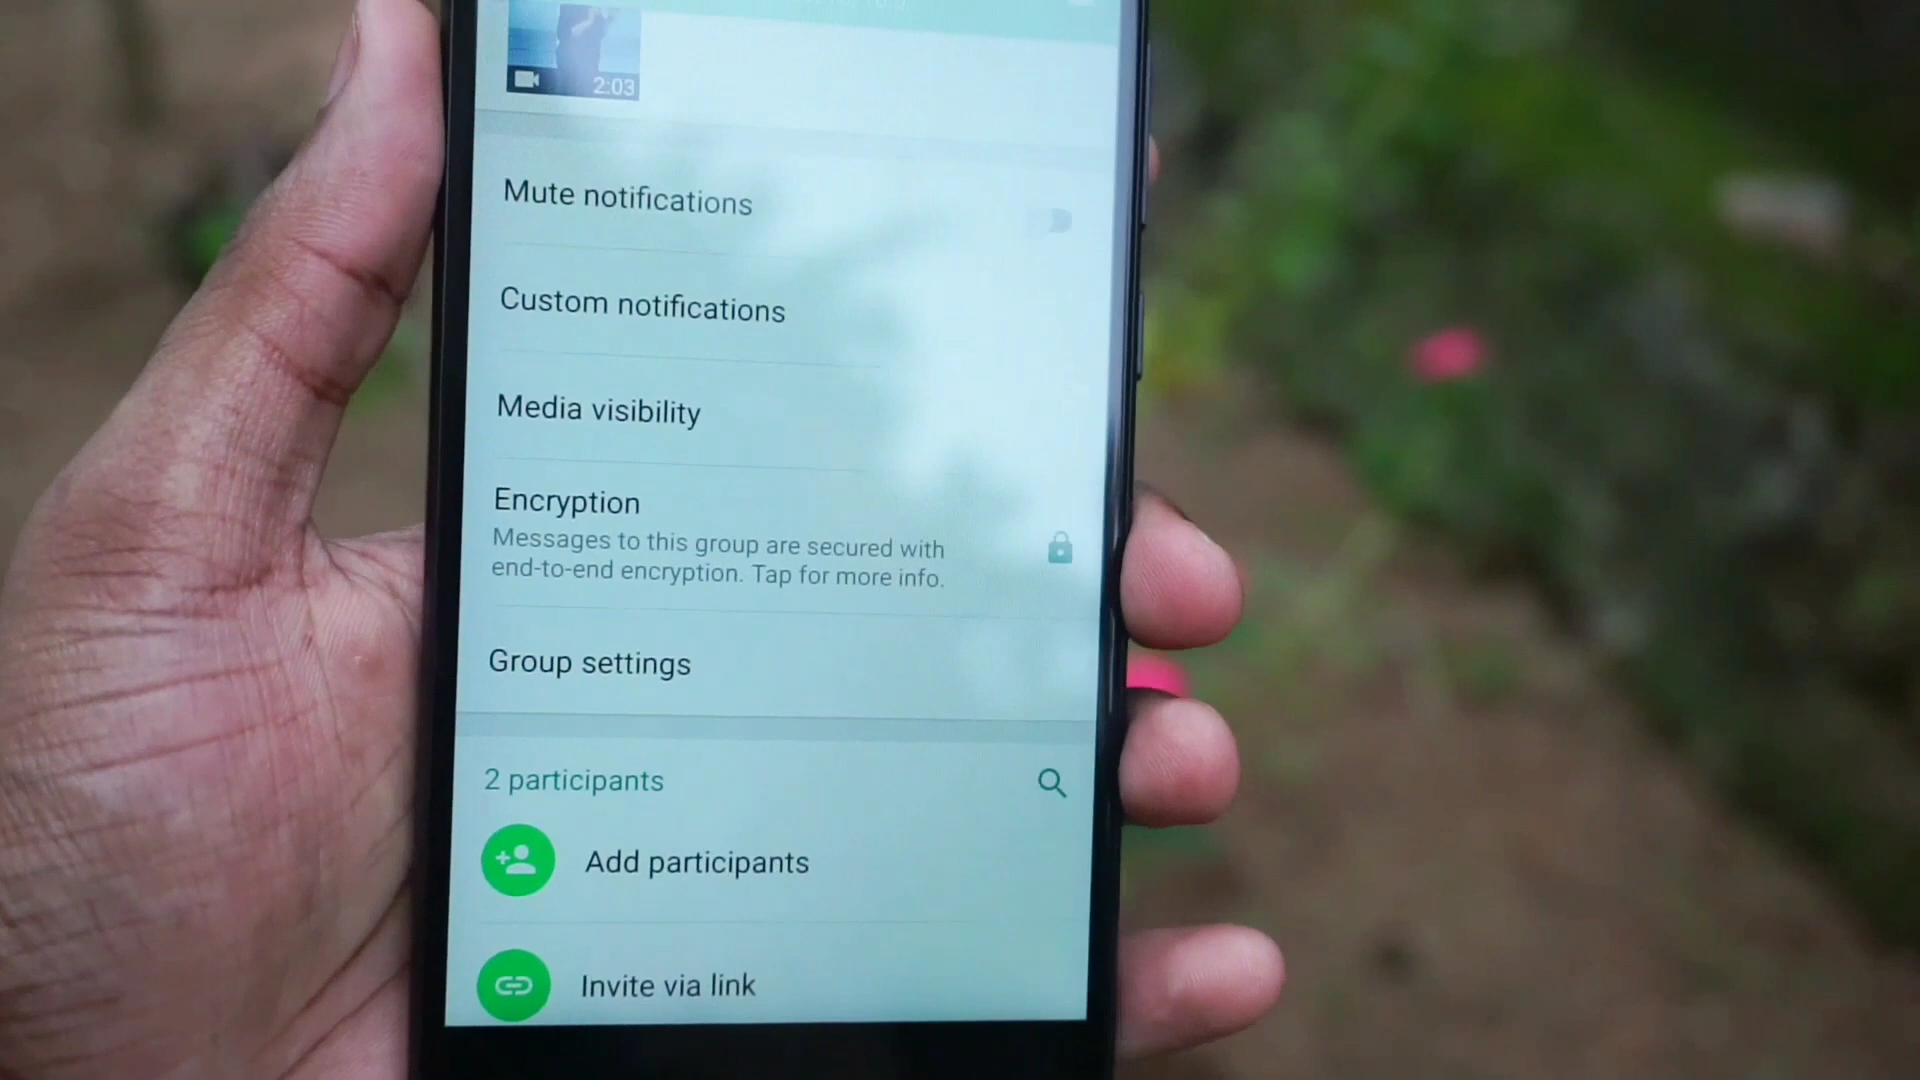 2:03
Mute notifications
Custom notifications
Media visibility
Encryption
Messages to this group are secured with
end-to-end encryption. Tap for more info.
Group settings
2 participants
Add participants
Invite via link